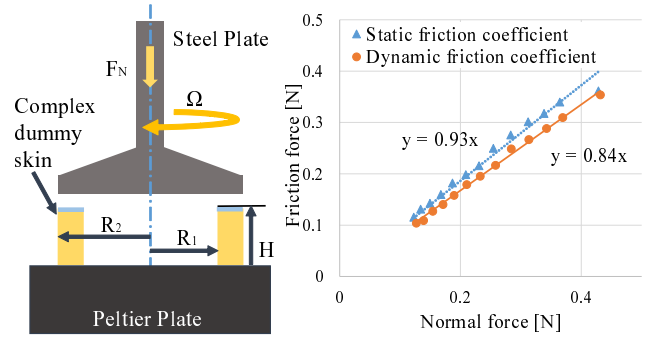 Steel Plate
F_N
Ω
Complex
dummy
skin
R_2
R_1
H
Peltier Plate
0.5
0.4
0.3
0.2
0.1
0
Friction force [N]
Static friction coefficient
Dynamic friction coefficient
y = 0.93x
y = 0.84x
0
0.2
0.4
Normal force [N]